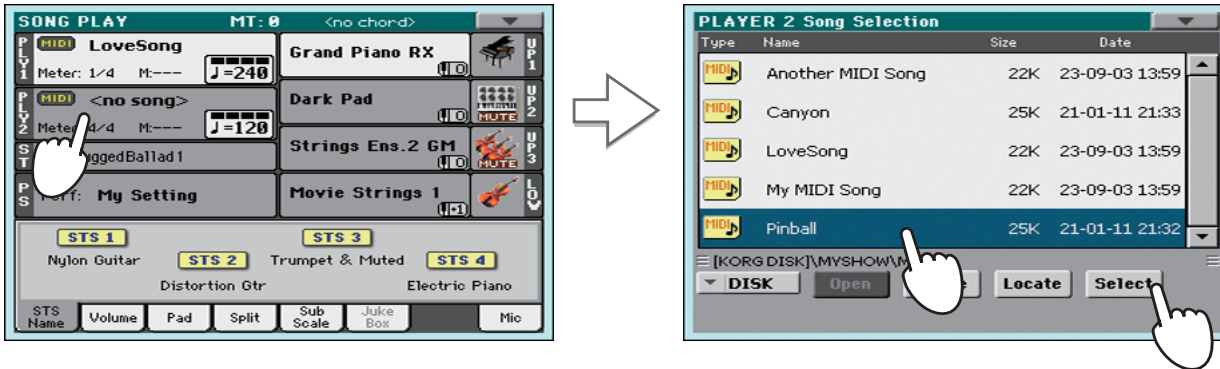 SONG PLAY MT: 0 <no chord>
PLY1 MIDI LoveSong
Meter: 1/4 M:--- ♩=240
Grand Piano RX 0 UP1
PLY2 MIDI <no song>
Meter 4/4 M:--- ♩=120
Dark Pad 0 MUTE UP2
ST uggedBallad1
Strings Ens.2 GM 0 MUTE UP3
PS Perf: My Setting
Movie Strings 1 +1 LOW
STS 1 STS 3
Nylon Guitar STS 2 Trumpet & Muted STS 4
Distortion Gtr Electric Piano
STS Name Volume Pad Split Sub Scale Juke Box Mic
PLAYER 2 Song Selection
Type Name Size Date
MIDI Another MIDI Song 22K 23-09-03 13:59
MIDI Canyon 25K 21-01-11 21:33
MIDI LoveSong 22K 23-09-03 13:59
MIDI My MIDI Song 22K 23-09-03 13:59
MIDI Pinball 25K 21-01-11 21:32
[KORG DISK]\MYSHOW\
DISK Open Locate Select